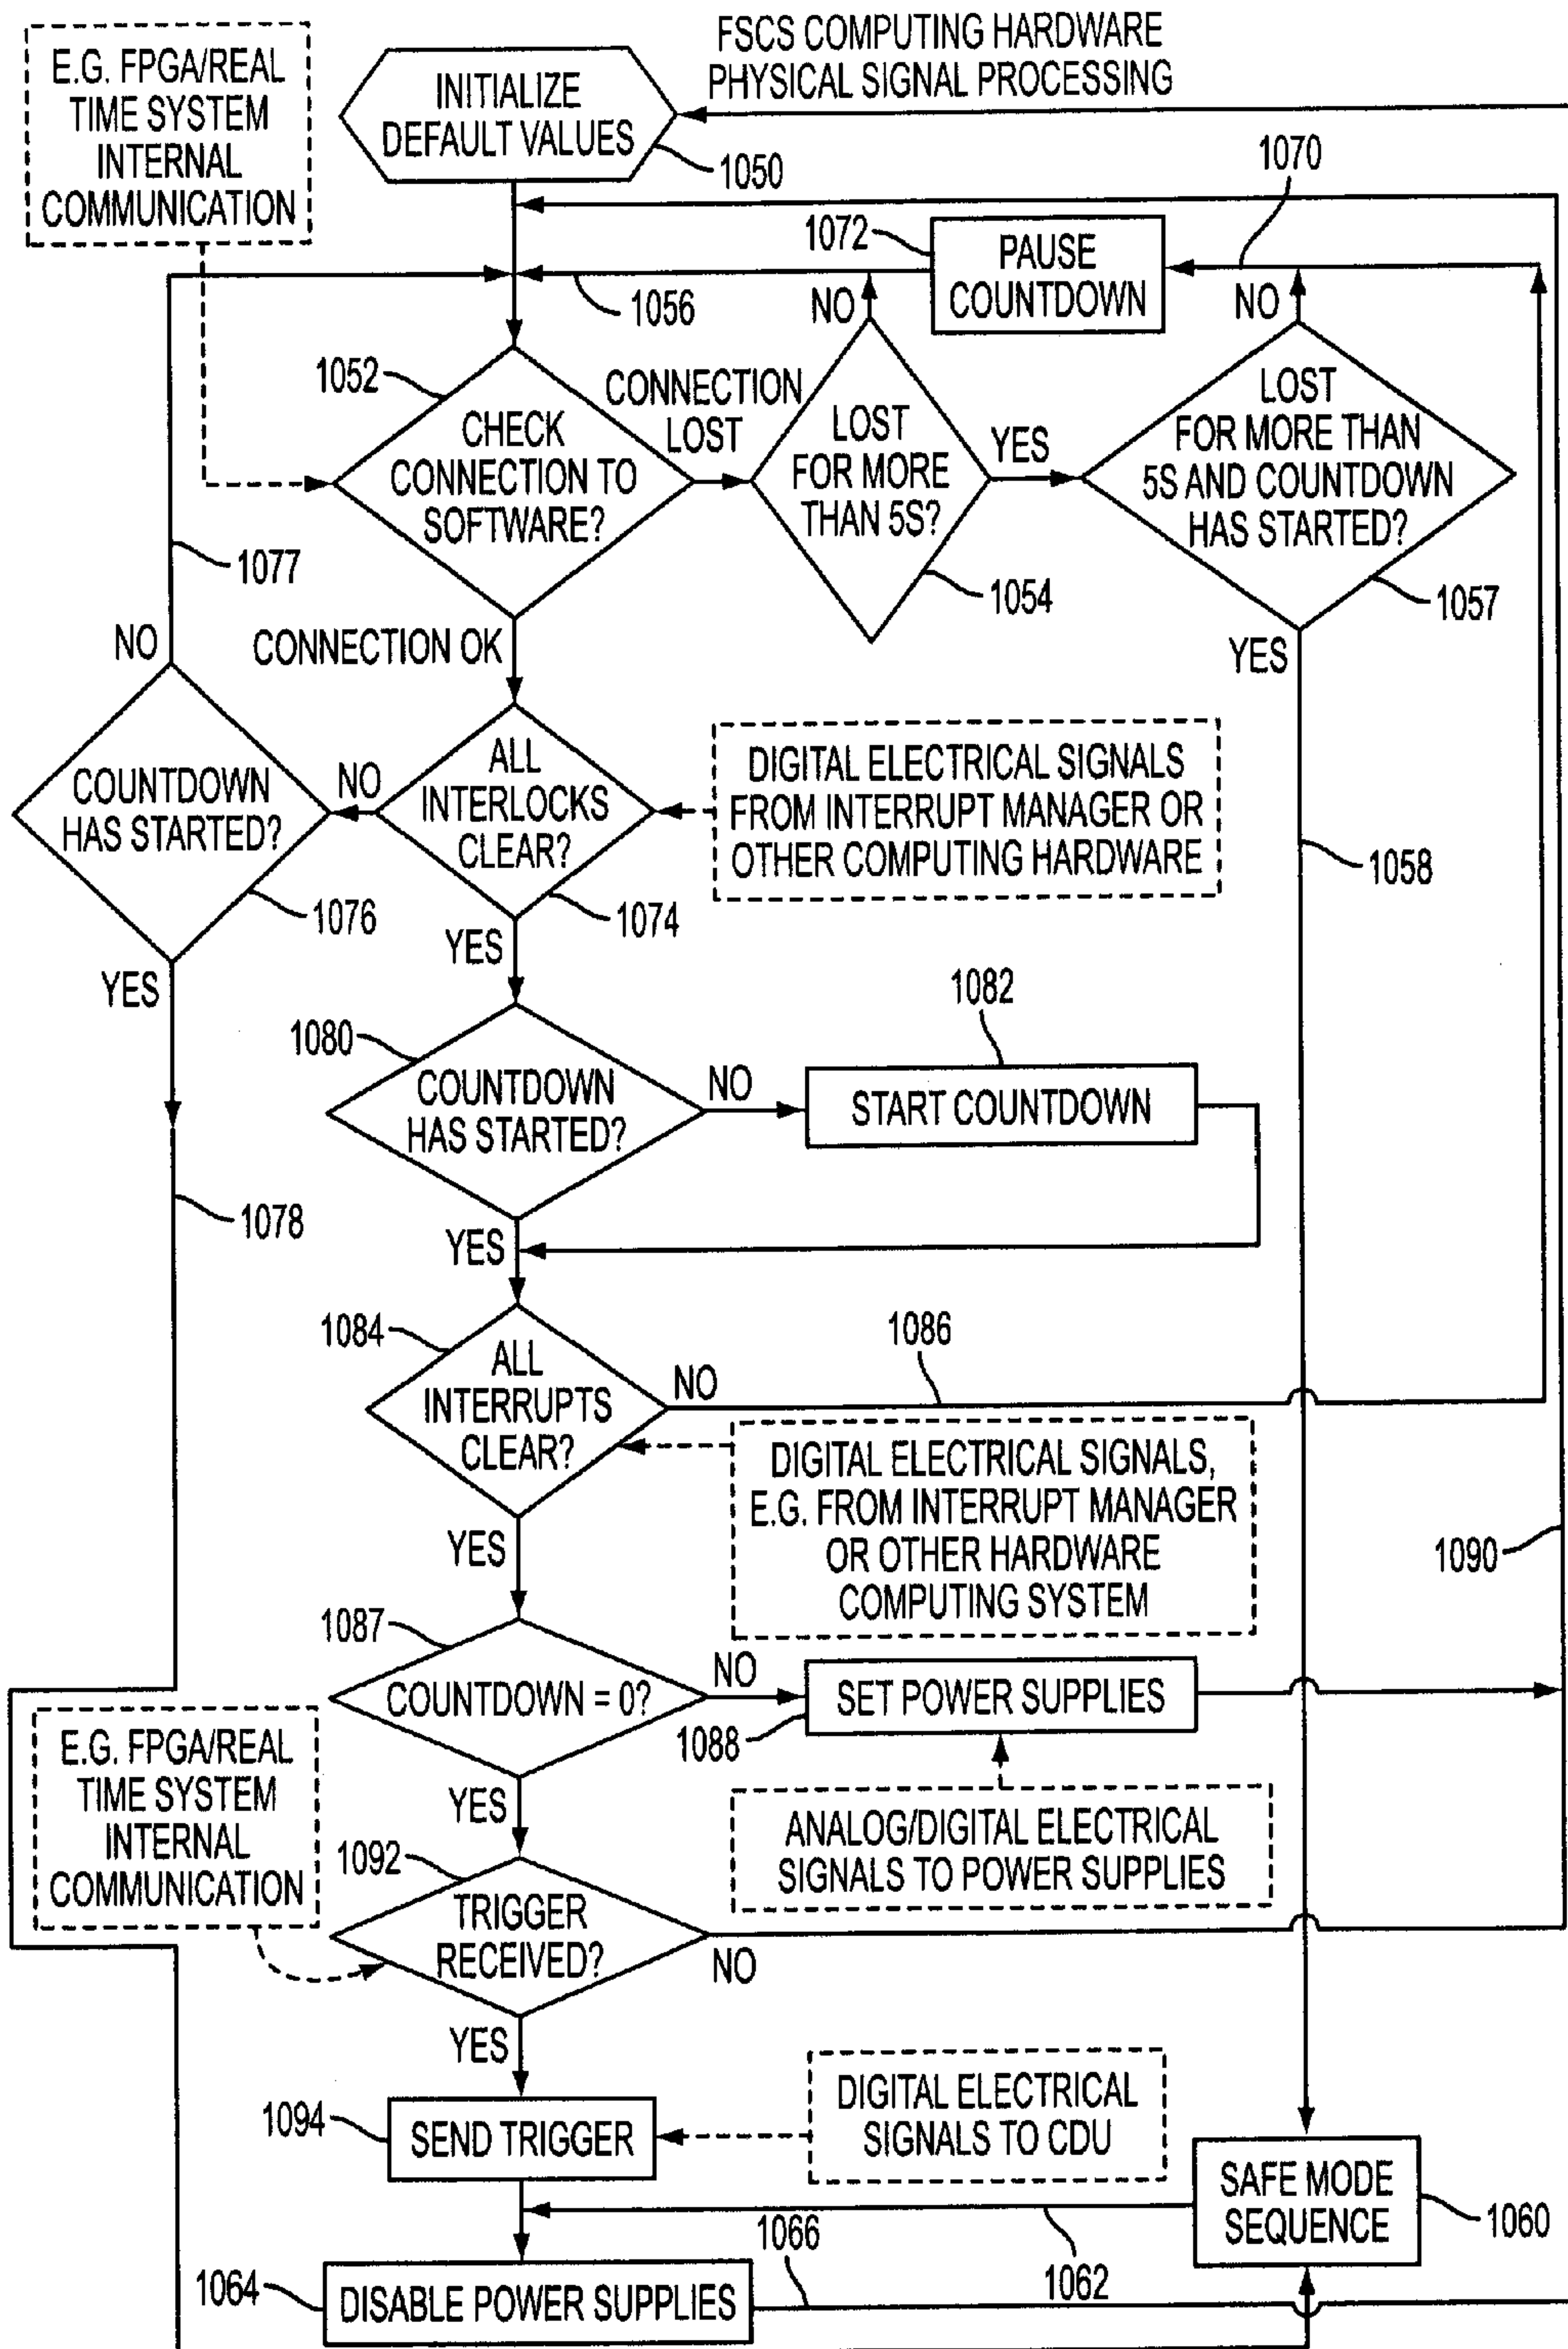 FSCS COMPUTING HARDWARE
PHYSICAL SIGNAL PROCESSING
E.G. FPGA/REAL
TIME SYSTEM
INTERNAL
COMMUNICATION
INITIALIZE
DEFAULT VALUES
1050
1070
1072
PAUSE
COUNTDOWN
1056
NO
NO
1052
CHECK
CONNECTION TO
SOFTWARE?
CONNECTION
LOST
LOST
FOR MORE
THAN 5S?
YES
LOST
FOR MORE THAN
5S AND COUNTDOWN
HAS STARTED?
1077
1054
1057
NO
CONNECTION OK
YES
COUNTDOWN
HAS STARTED?
NO
ALL
INTERLOCKS
CLEAR?
DIGITAL ELECTRICAL SIGNALS
FROM INTERRUPT MANAGER OR
OTHER COMPUTING HARDWARE
1058
1076
1074
YES
YES
1080
COUNTDOWN
HAS STARTED?
NO
1082
START COUNTDOWN
1078
YES
1084
ALL
INTERRUPTS
CLEAR?
NO
1086
DIGITAL ELECTRICAL SIGNALS,
E.G. FROM INTERRUPT MANAGER
OR OTHER HARDWARE
COMPUTING SYSTEM
1090
YES
1087
COUNTDOWN = 0?
NO
SET POWER SUPPLIES
1088
E.G. FPGA/REAL
TIME SYSTEM
INTERNAL
COMMUNICATION
YES
ANALOG/DIGITAL ELECTRICAL
SIGNALS TO POWER SUPPLIES
1092
TRIGGER
RECEIVED?
NO
YES
1094
SEND TRIGGER
DIGITAL ELECTRICAL
SIGNALS TO CDU
SAFE MODE
SEQUENCE
1060
1066
1062
1064
DISABLE POWER SUPPLIES